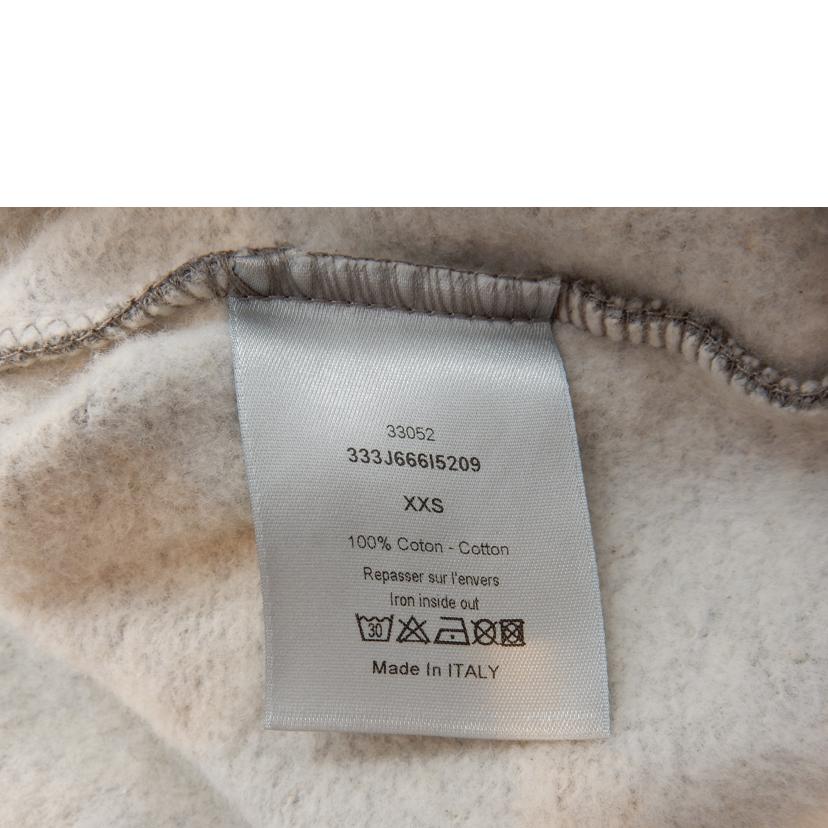 33052
333J666I5209
XXS
100% Coton - Cotton
Repasser sur l'envers
Iron inside out
30
Made In ITALY